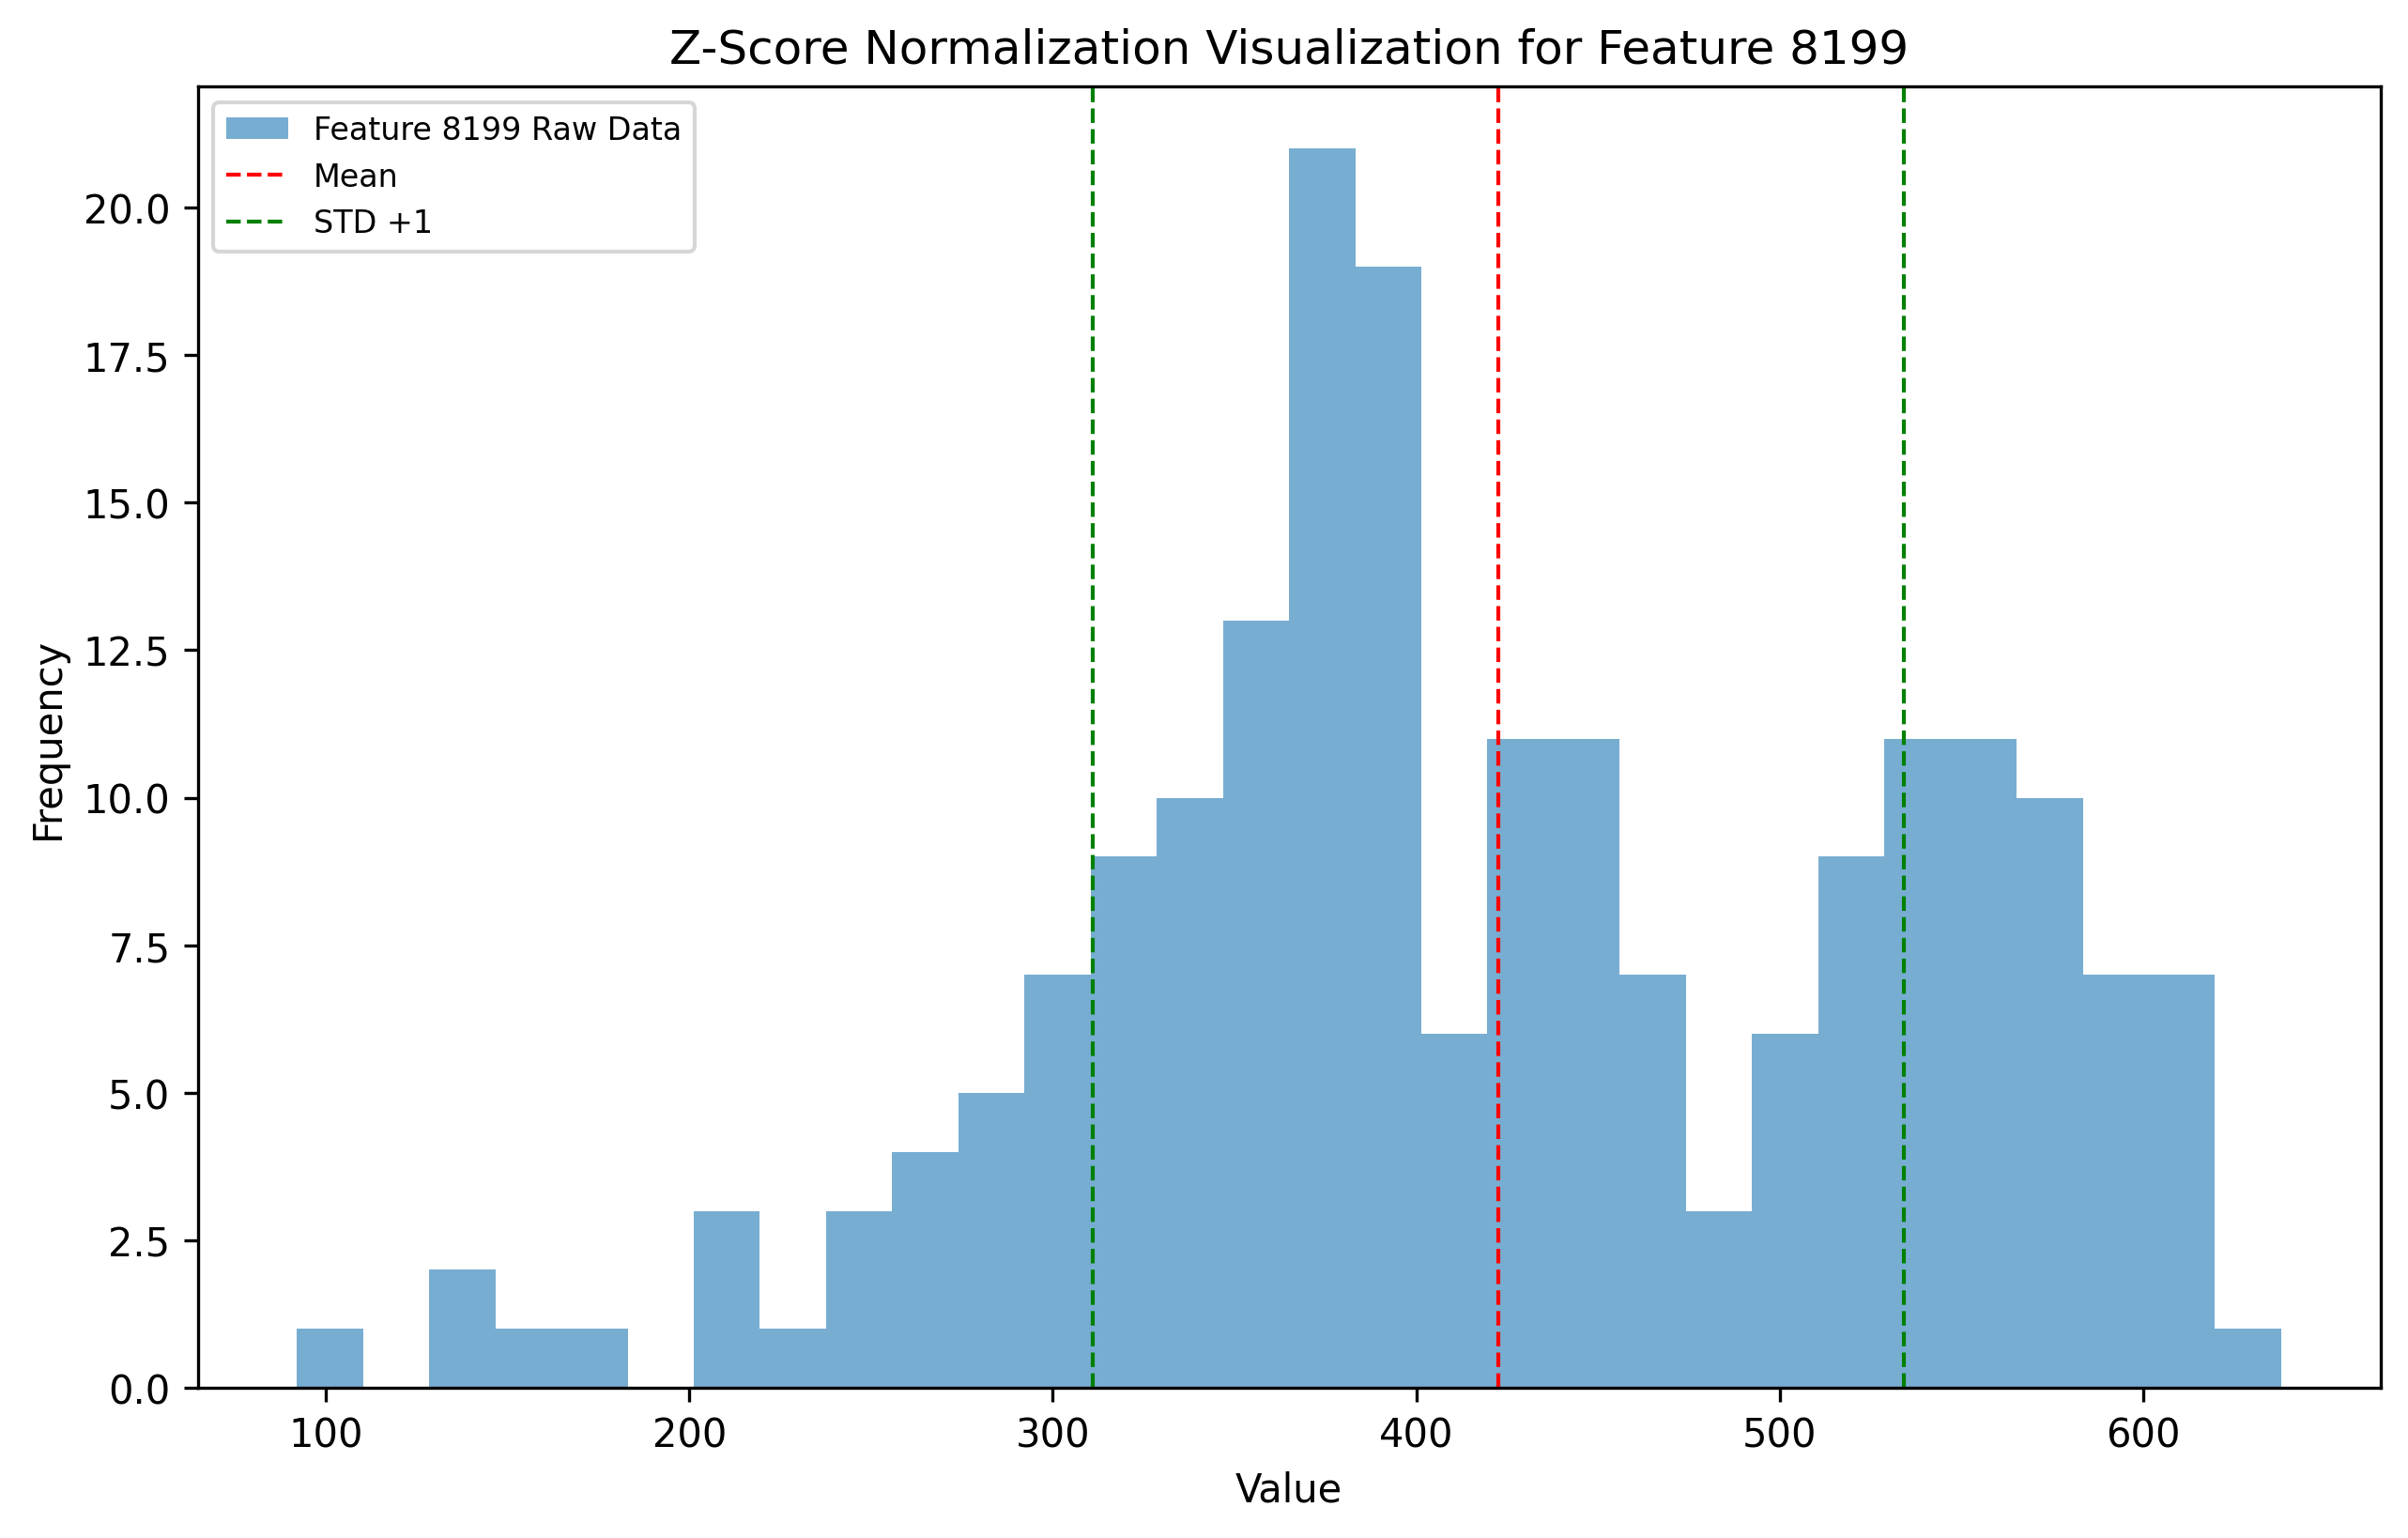 Z-Score Normalization Visualization for Feature 8199
Feature 8199 Raw Data
Mean
STD +1
Frequency
20.0
17.5
15.0
12.5
10.0
7.5
5.0
2.5
0.0
100 200 300 400 500 600
Value